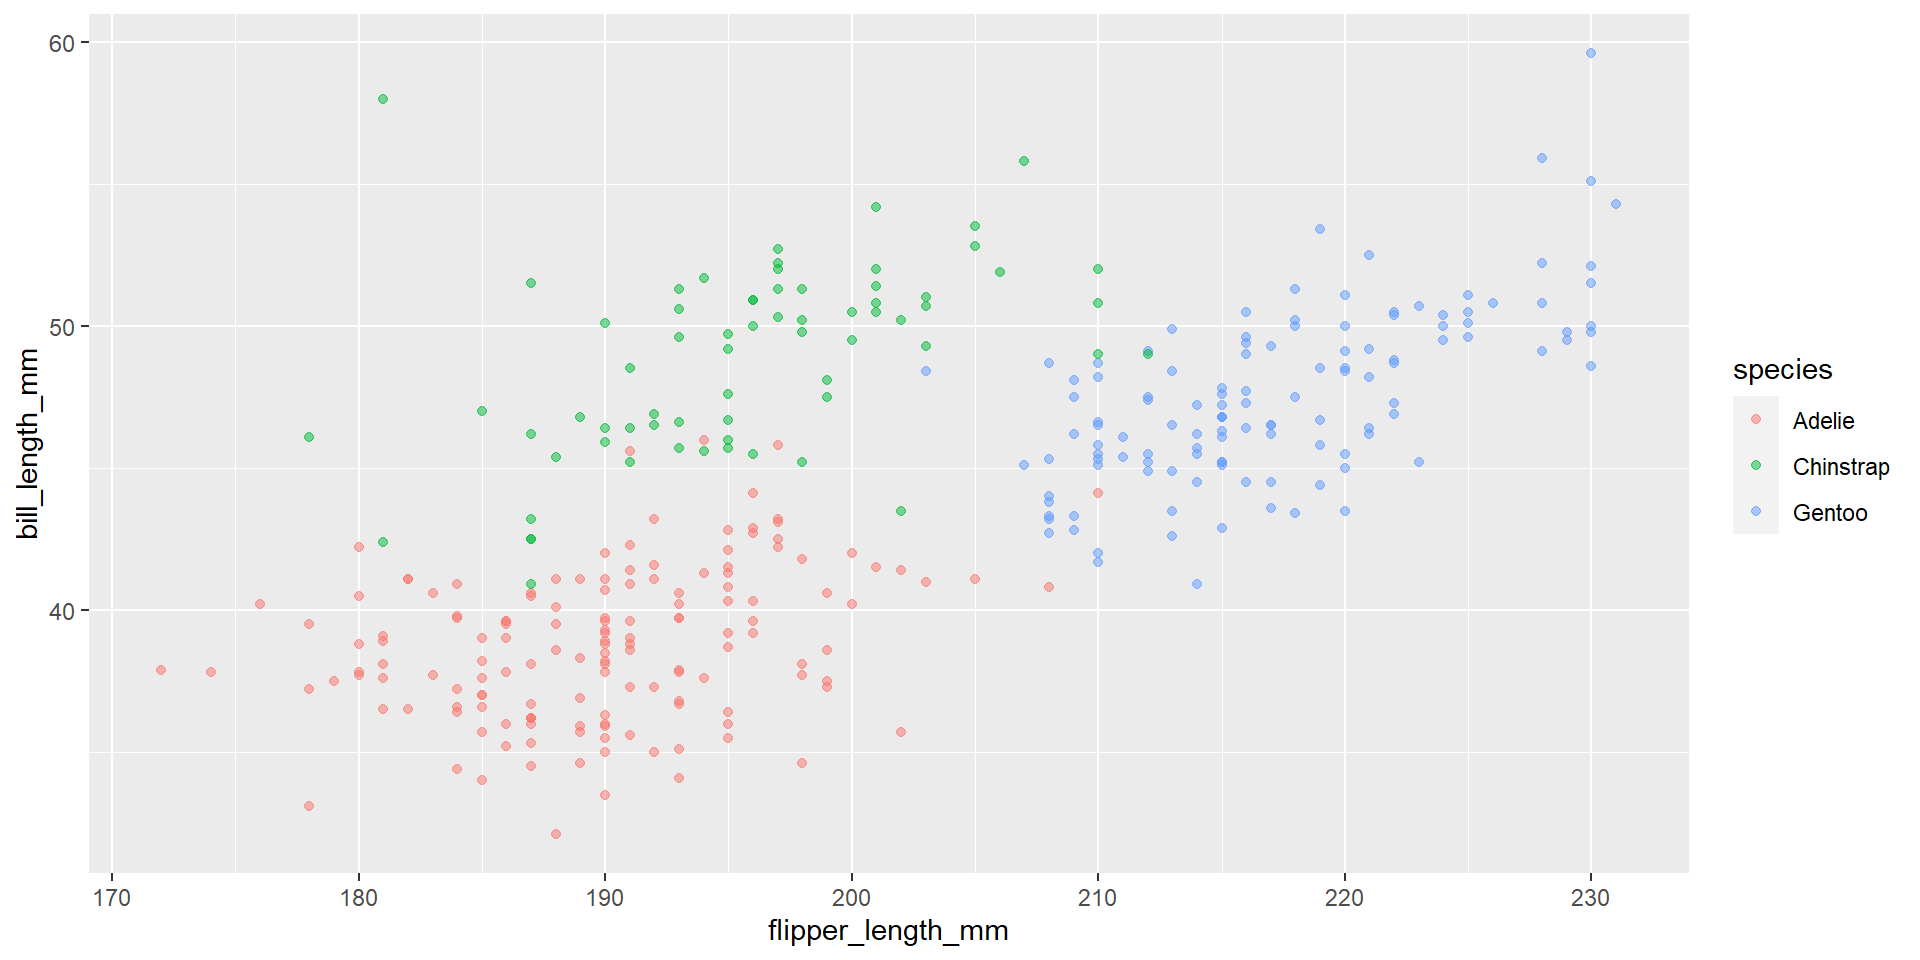 60
50
40
bill_length_mm
170 180 190 200 210 220 230
flipper_length_mm
species
Adelie
Chinstrap
Gentoo